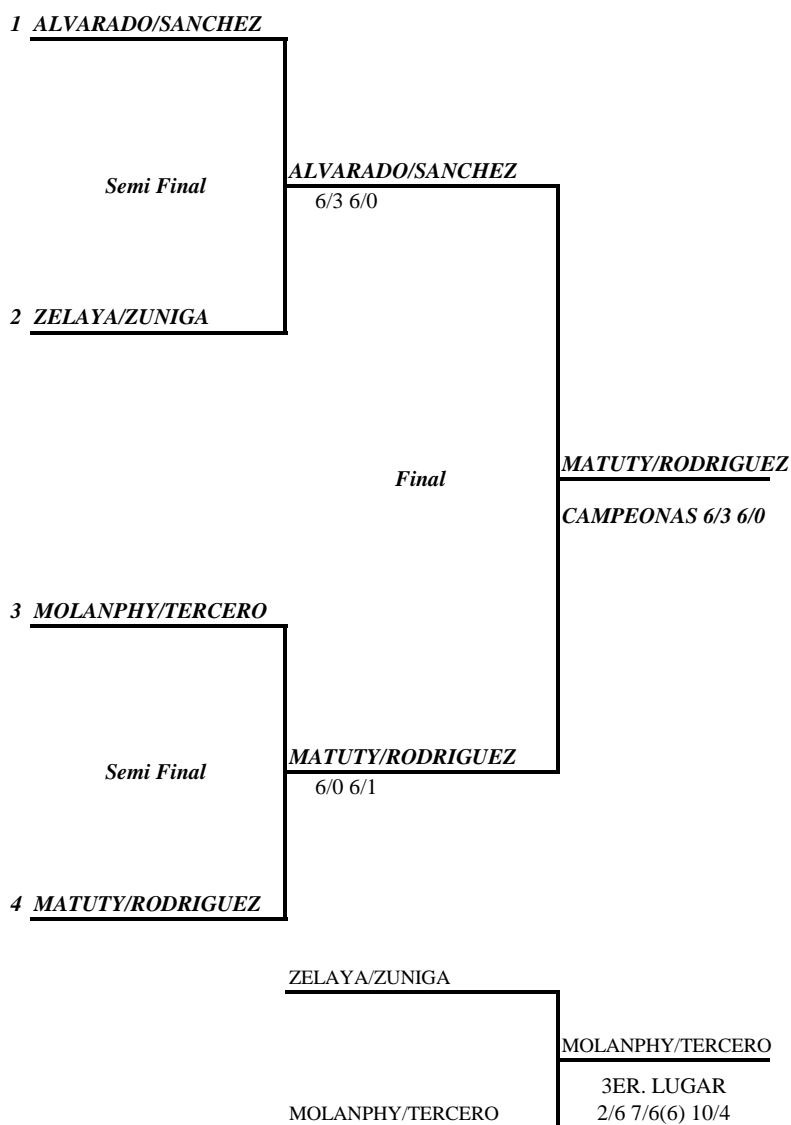 1 ALVARADO/SANCHEZ
Semi Final
ALVARADO/SANCHEZ
6/3 6/0
2 ZELAYA/ZUNIGA
Final
MATUTY/RODRIGUEZ
CAMPEONAS 6/3 6/0
3 MOLANPHY/TERCERO
Semi Final
MATUTY/RODRIGUEZ
6/0 6/1
4 MATUTY/RODRIGUEZ
ZELAYA/ZUNIGA
MOLANPHY/TERCERO
3ER. LUGAR
MOLANPHY/TERCERO
2/6 7/6(6) 10/4